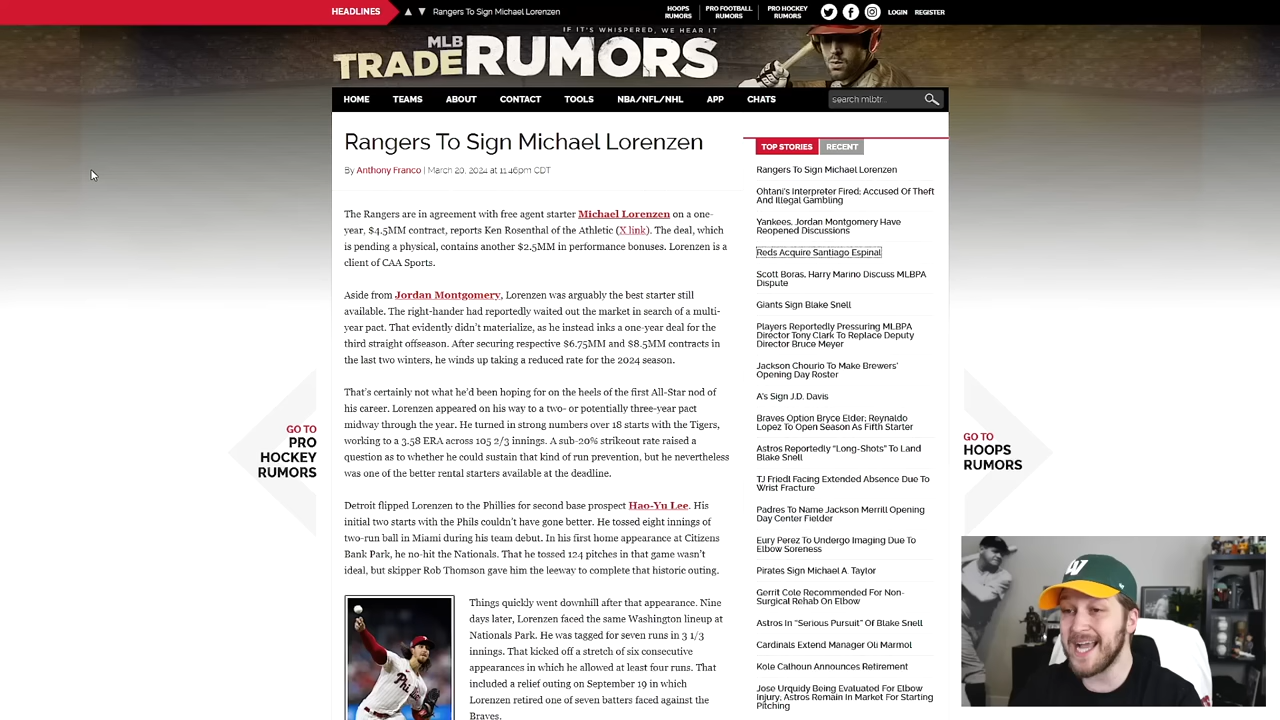 HEADLINES
Rangers To Sign Michael Lorenzen
HOOPS
RUMORS
PRO FOOTBALL
RUMORS
PRO HOCKEY
RUMORS
LOGIN
REGISTER
IF IT'S WHISPERED, WE HEAR IT
MLB
TRADERUMORS
HOME TEAMS ABOUT CONTACT TOOLS NBA/NFL/NHL APP CHATS
search mlbtr...
Rangers To Sign Michael Lorenzen
By Anthony Franco | March 20, 2024 at 11:46pm CDT
The Rangers are in agreement with free agent starter Michael Lorenzen on a one-
year, $4.5MM contract, reports Ken Rosenthal of the Athletic (X link). The deal, which
is pending a physical, contains another $2.5MM in performance bonuses. Lorenzen is a
client of CAA Sports.
Aside from Jordan Montgomery, Lorenzen was arguably the best starter still
available. The right-hander had reportedly waited out the market in search of a multi-
year pact. That evidently didn't materialize, as he instead inks a one-year deal for the
third straight offseason. After securing respective $6.75MM and $8.5MM contracts in
the last two winters, he winds up taking a reduced rate for the 2024 season.
That's certainly not what he'd been hoping for on the heels of the first All-Star nod of
his career. Lorenzen appeared on his way to a two- or potentially three-year pact
midway through the year. He turned in strong numbers over 18 starts with the Tigers,
working to a 3.58 ERA across 105 2/3 innings. A sub-20% strikeout rate raised a
question as to whether he could sustain that kind of run prevention, but he nevertheless
was one of the better rental starters available at the deadline.
Detroit flipped Lorenzen to the Phillies for second base prospect Hao-Yu Lee. His
initial two starts with the Phils couldn't have gone better. He tossed eight innings of
two-run ball in Miami during his team debut. In his first home appearance at Citizens
Bank Park, he no-hit the Nationals. That he tossed 124 pitches in that game wasn't
ideal, but skipper Rob Thomson gave him the leeway to complete that historic outing.
Things quickly went downhill after that appearance. Nine
days later, Lorenzen faced the same Washington lineup at
Nationals Park. He was tagged for seven runs in 3 1/3
innings. That kicked off a stretch of six consecutive
appearances in which he allowed at least four runs. That
included a relief outing on September 19 in which
Lorenzen retired one of seven batters faced against the
Braves.
Phillies
TOP STORIES RECENT
Rangers To Sign Michael Lorenzen
Ohtani's Interpreter Fired; Accused Of Theft
And Illegal Gambling
Yankees, Jordan Montgomery Have
Reopened Discussions
Reds Acquire Santiago Espinal
Scott Boras, Harry Marino Discuss MLBPA
Dispute
Giants Sign Blake Snell
Players Reportedly Pressuring MLBPA
Director Tony Clark To Replace Deputy
Director Bruce Meyer
Jackson Chourio To Make Brewers'
Opening Day Roster
A's Sign J.D. Davis
Braves Option Bryce Elder; Reynaldo
Lopez To Open Season As Fifth Starter
Astros Reportedly "Long-Shots" To Land
Blake Snell
TJ Friedl Facing Extended Absence Due To
Wrist Fracture
Padres To Name Jackson Merrill Opening
Day Center Fielder
Eury Perez To Undergo Imaging Due To
Elbow Soreness
Pirates Sign Michael A. Taylor
Gerrit Cole Recommended For Non-
Surgical Rehab On Elbow
Astros In "Serious Pursuit" Of Blake Snell
Cardinals Extend Manager Oli Marmol
Kole Calhoun Announces Retirement
Jose Urquidy Being Evaluated For Elbow
Injury; Astros Remain In Market For Starting
Pitching
GO TO
PRO
HOCKEY
RUMORS
GO TO
HOOPS
RUMORS